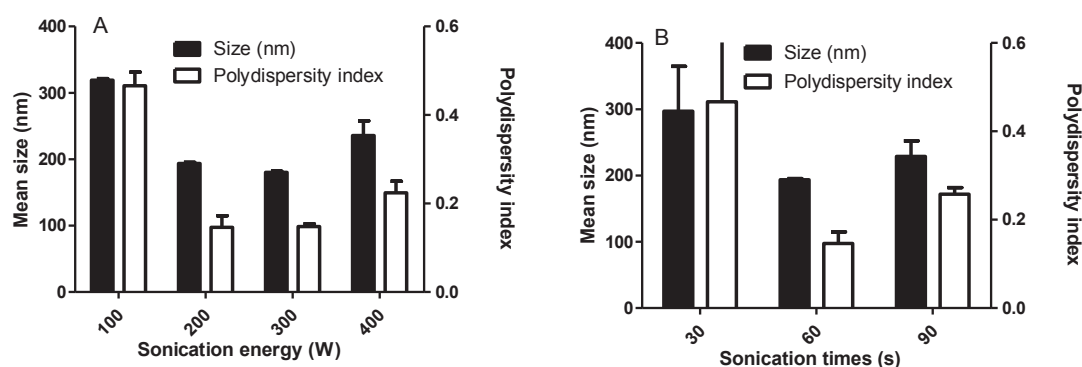 A
Size (nm)
Polydispersity index
Mean size (nm)
400
300
200
100
0
0.6
0.4
0.2
0.0
Polydispersity index
100
200
300
400
Sonication energy (W)
B
Size (nm)
Polydispersity index
Mean size (nm)
400
300
200
100
0
0.6
0.4
0.2
0.0
Polydispersity index
30
60
90
Sonication times (s)